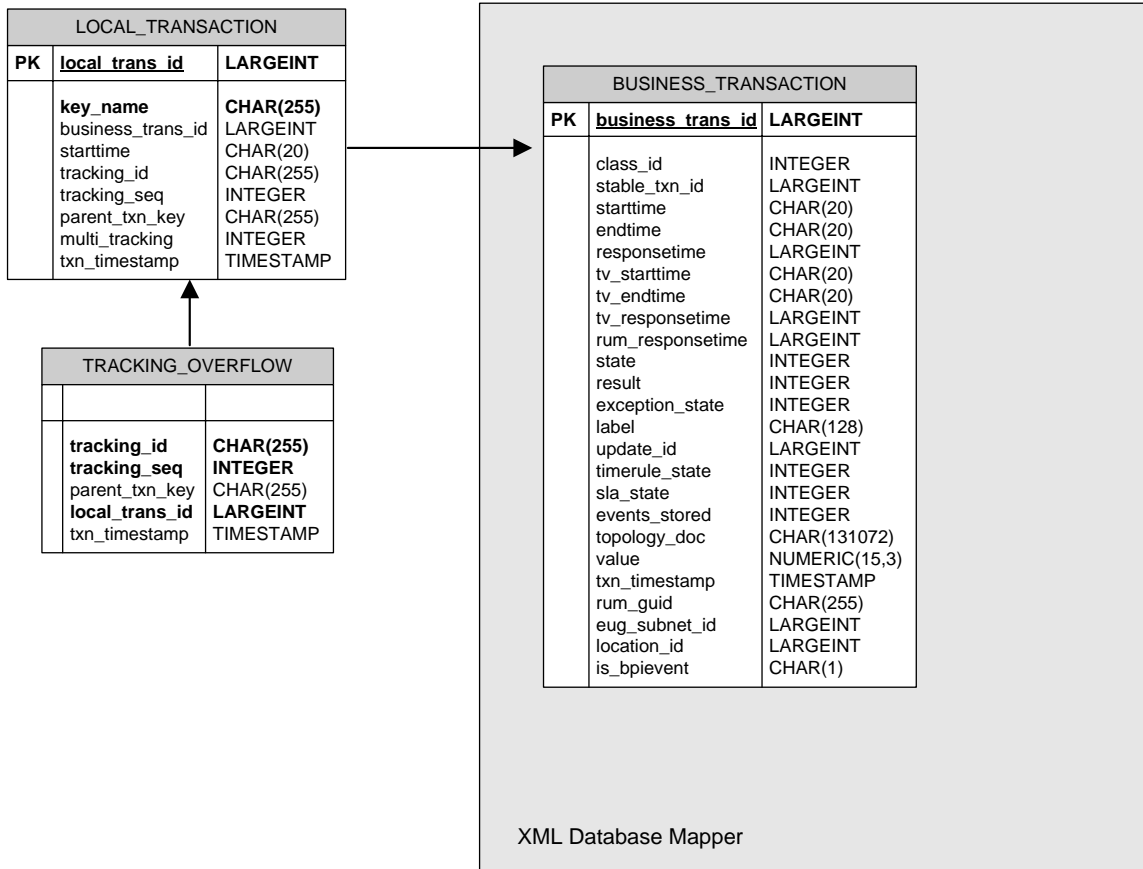 LOCAL_TRANSACTION
PK local_trans_id LARGEINT
key_name CHAR(255)
business_trans_id LARGEINT
starttime CHAR(20)
tracking_id CHAR(255)
tracking_seq INTEGER
parent_txn_key CHAR(255)
multi_tracking INTEGER
txn_timestamp TIMESTAMP
TRACKING_OVERFLOW
tracking_id CHAR(255)
tracking_seq INTEGER
parent_txn_key CHAR(255)
local_trans_id LARGEINT
txn_timestamp TIMESTAMP
BUSINESS_TRANSACTION
PK business_trans_id LARGEINT
class_id INTEGER
stable_txn_id LARGEINT
starttime CHAR(20)
endtime CHAR(20)
responsetime LARGEINT
tv_starttime CHAR(20)
tv_endtime CHAR(20)
tv_responsetime LARGEINT
rum_responsetime LARGEINT
state INTEGER
result INTEGER
exception_state INTEGER
label CHAR(128)
update_id LARGEINT
timerule_state INTEGER
sla_state INTEGER
events_stored INTEGER
topology_doc CHAR(131072)
value NUMERIC(15,3)
txn_timestamp TIMESTAMP
rum_guid CHAR(255)
eug_subnet_id LARGEINT
location_id LARGEINT
is_bpievent CHAR(1)
XML Database Mapper